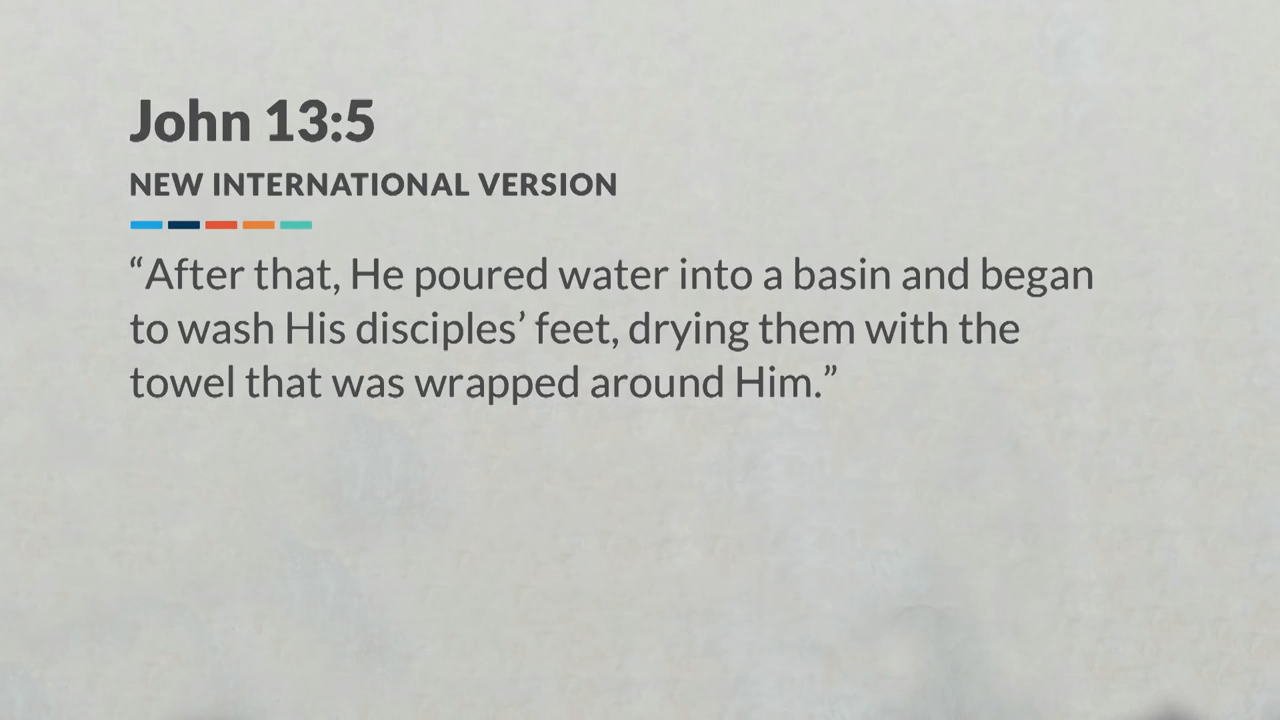 John 13:5
NEW INTERNATIONAL VERSION
“After that, He poured water into a basin and began
to wash His disciples’ feet, drying them with the
towel that was wrapped around Him.”